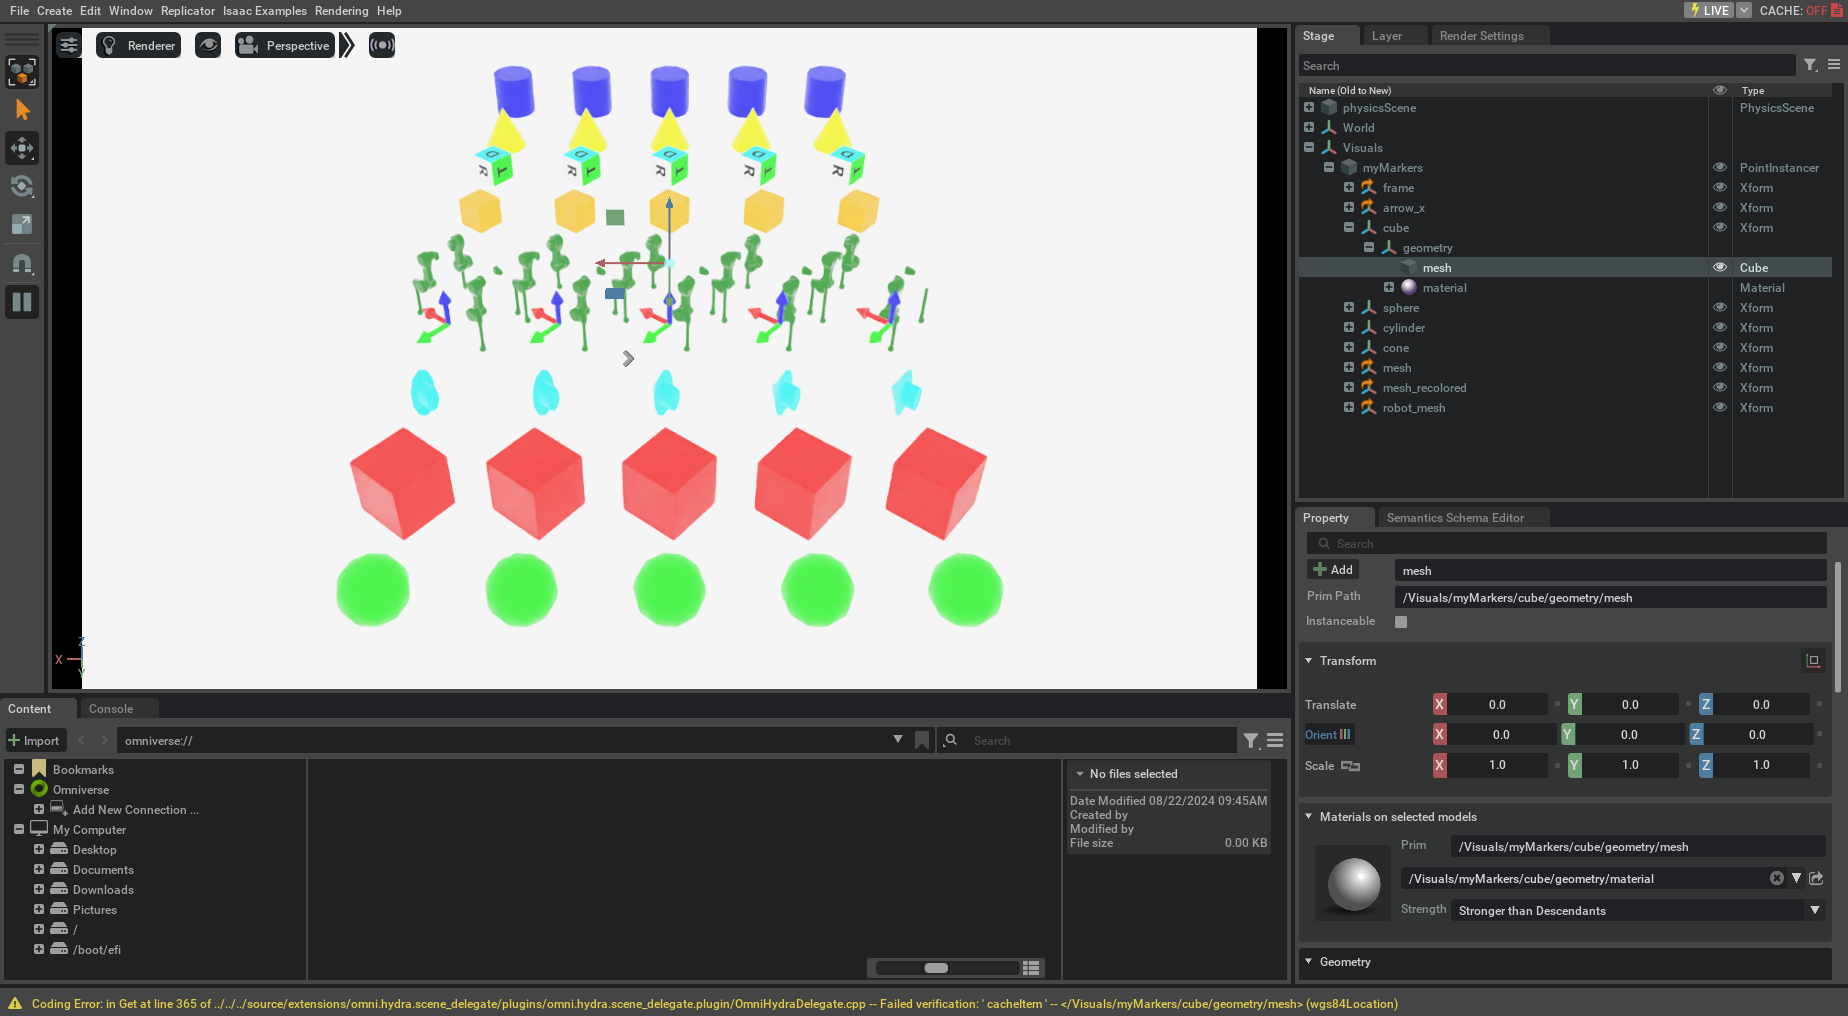 File Create Edit Window Replicator Isaac Examples Rendering Help
LIVE CACHE: OFF
Renderer Perspective
D T R D T R D T R D T R D T R
Z
X
Y
Stage Layer Render Settings
Search
Name (Old to New) Type
physicsScene PhysicsScene
World
Visuals
myMarkers PointInstancer
frame Xform
arrow_x Xform
cube Xform
geometry
mesh Cube
material Material
sphere Xform
cylinder Xform
cone Xform
mesh Xform
mesh_recolored Xform
robot_mesh Xform
Property Semantics Schema Editor
Search
Add mesh
Prim Path /Visuals/myMarkers/cube/geometry/mesh
Instanceable
Transform
Translate X 0.0 Y 0.0 Z 0.0
Orient X 0.0 Y 0.0 Z 0.0
Scale X 1.0 Y 1.0 Z 1.0
Materials on selected models
Prim /Visuals/myMarkers/cube/geometry/mesh
/Visuals/myMarkers/cube/geometry/material
Strength Stronger than Descendants
Geometry
Content Console
Import omniverse:// Search
Bookmarks
Omniverse
Add New Connection ...
My Computer
Desktop
Documents
Downloads
Pictures
/
/boot/efi
No files selected
Date Modified 08/22/2024 09:45AM
Created by
Modified by
File size 0.00 KB
Coding Error: in Get at line 365 of ../../../source/extensions/omni.hydra.scene_delegate/plugins/omni.hydra.scene_delegate.plugin/OmniHydraDelegate.cpp -- Failed verification: ' cacheItem ' -- </Visuals/myMarkers/cube/geometry/mesh> (wgs84Location)